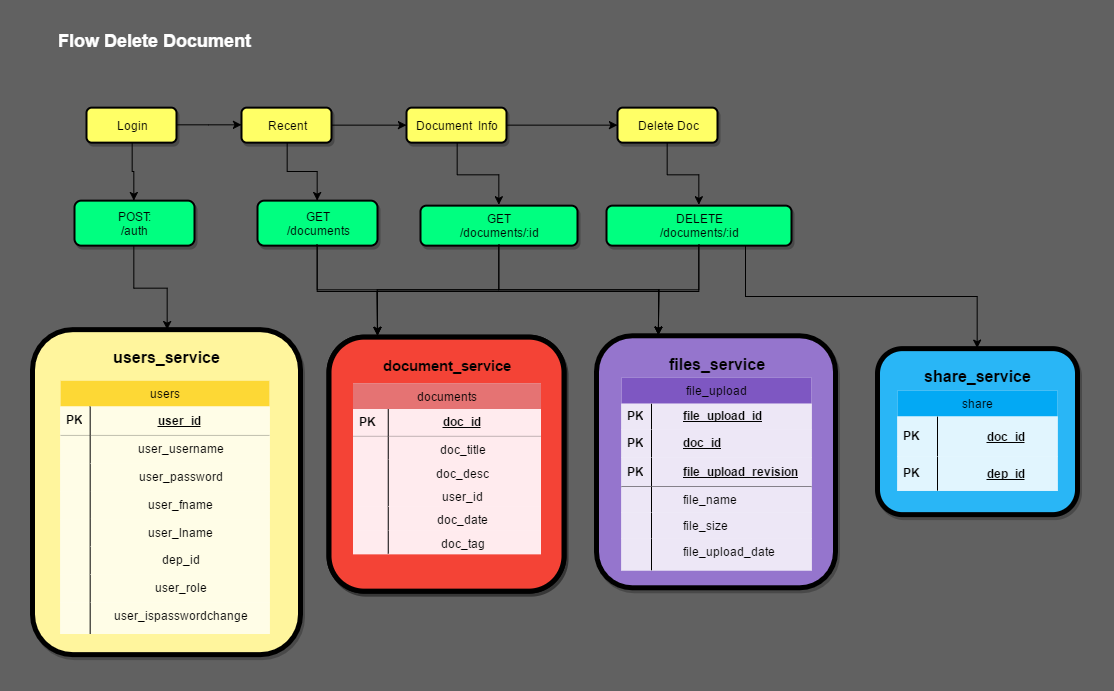 Flow Delete Document
Login
Recent
Document Info
Delete Doc
POST:
/auth
GET
/documents
GET
/documents/:id
DELETE
/documents/:id
users_service
users
PK user_id
user_username
user_password
user_fname
user_lname
dep_id
user_role
user_ispasswordchange
document_service
documents
PK doc_id
doc_title
doc_desc
user_id
doc_date
doc_tag
files_service
file_upload
PK file_upload_id
PK doc_id
PK file_upload_revision
file_name
file_size
file_upload_date
share_service
share
PK doc_id
PK dep_id